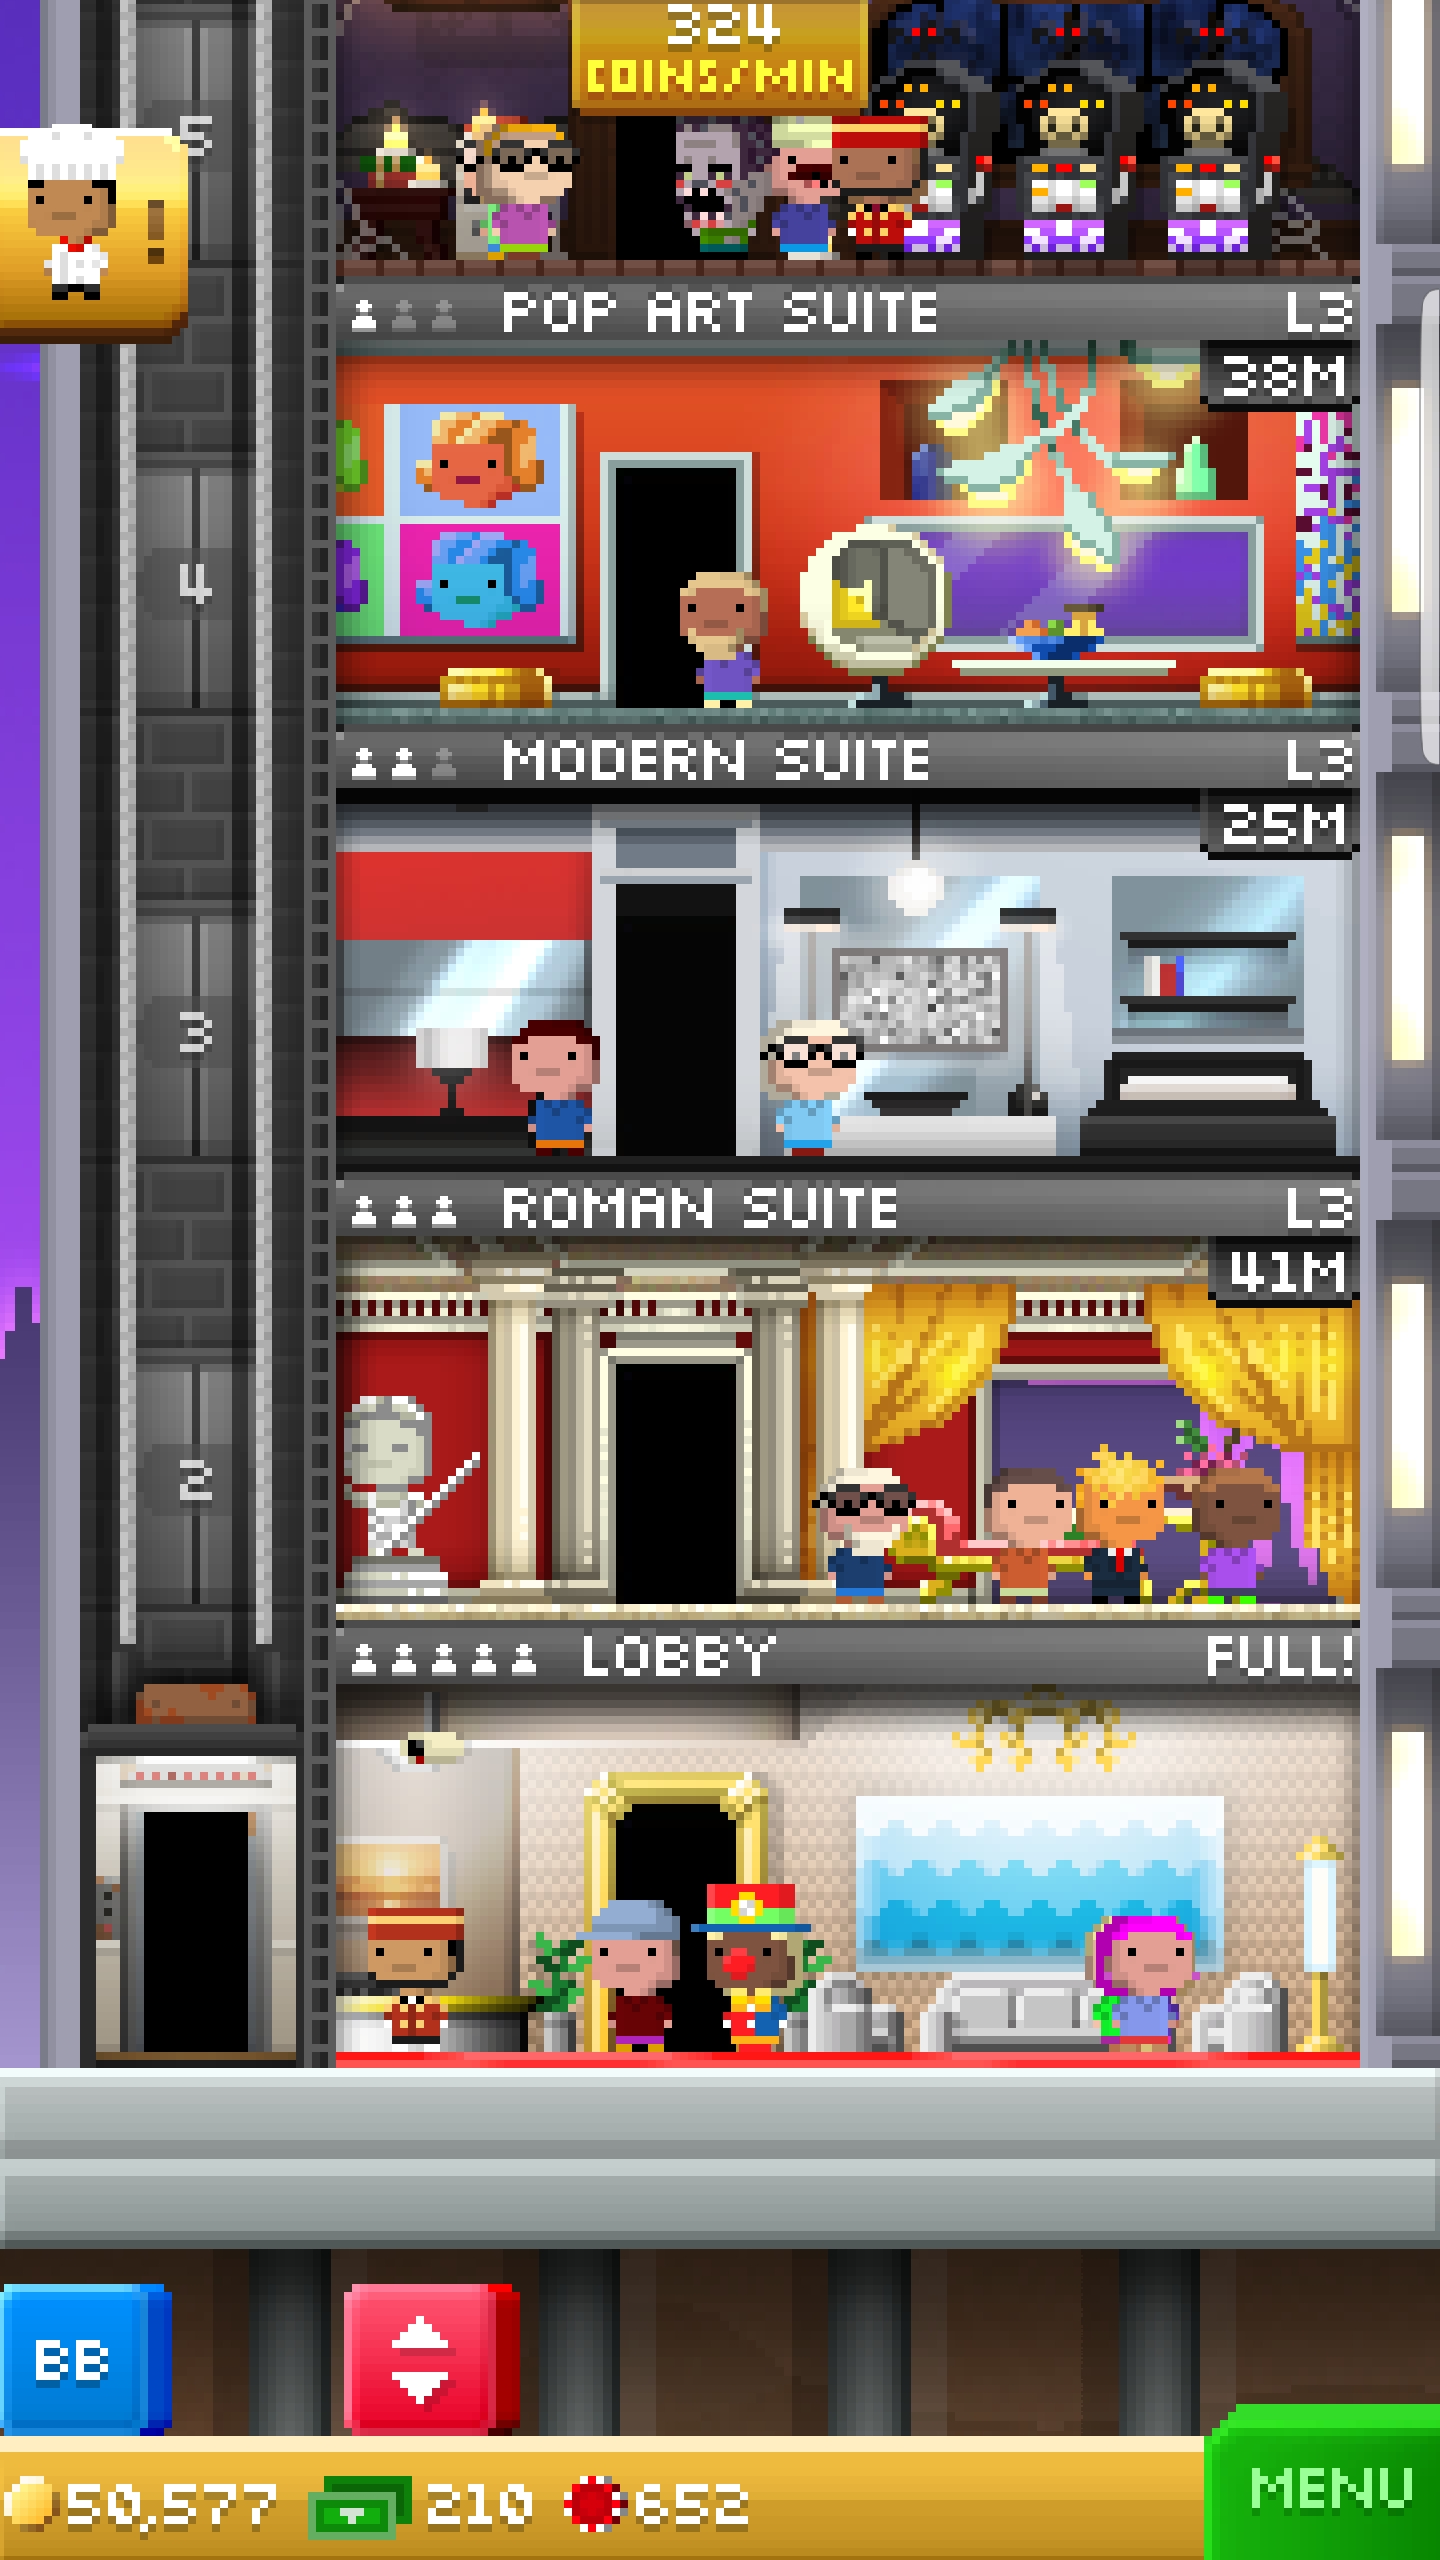 324
COINS/MIN
5
!
POP ART SUITE L3
38M
4
MODERN SUITE L3
25M
3
ROMAN SUITE L3
41M
2
LOBBY FULL!
BB
50,577 210 652
MENU